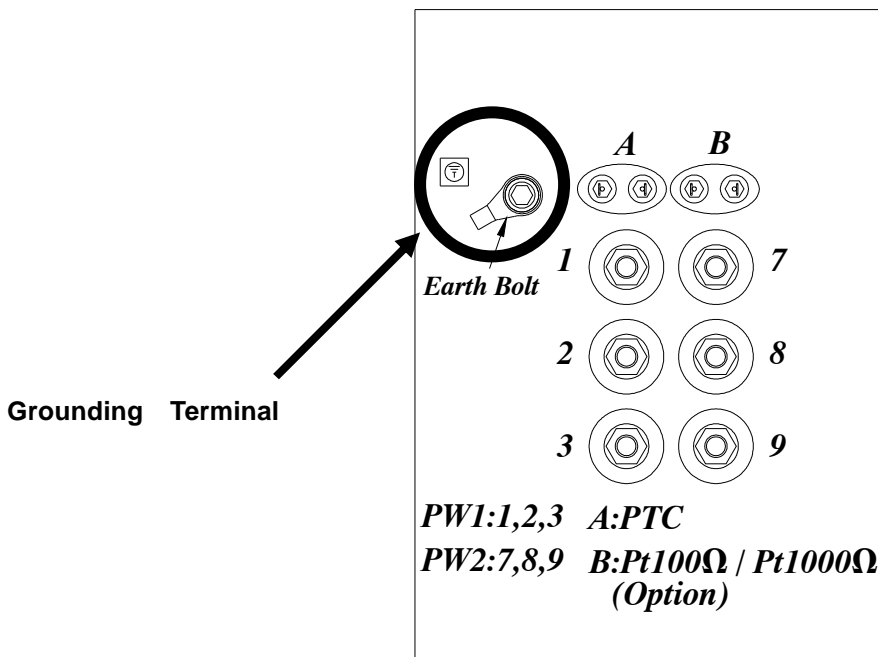 A B
1 7
Earth Bolt
2 8
Grounding Terminal
3 9
PW1:1,2,3 A:PTC
PW2:7,8,9 B:Pt100Ω / Pt1000Ω
(Option)